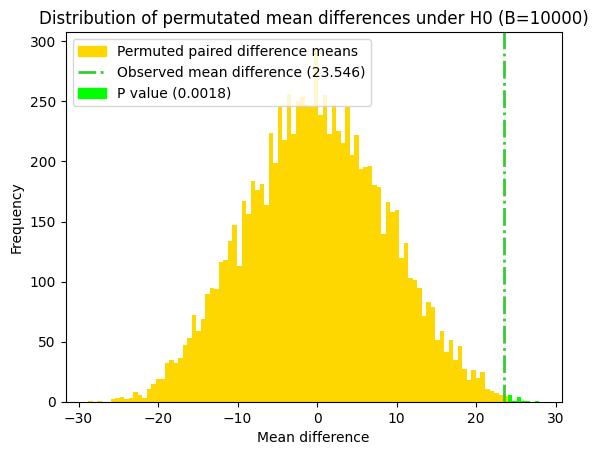 Distribution of permutated mean differences under H0 (B=10000)
Permuted paired difference means
Observed mean difference (23.546)
P value (0.0018)
300
250
200
150
100
50
0
Frequency
−30 −20 −10 0 10 20 30
Mean difference